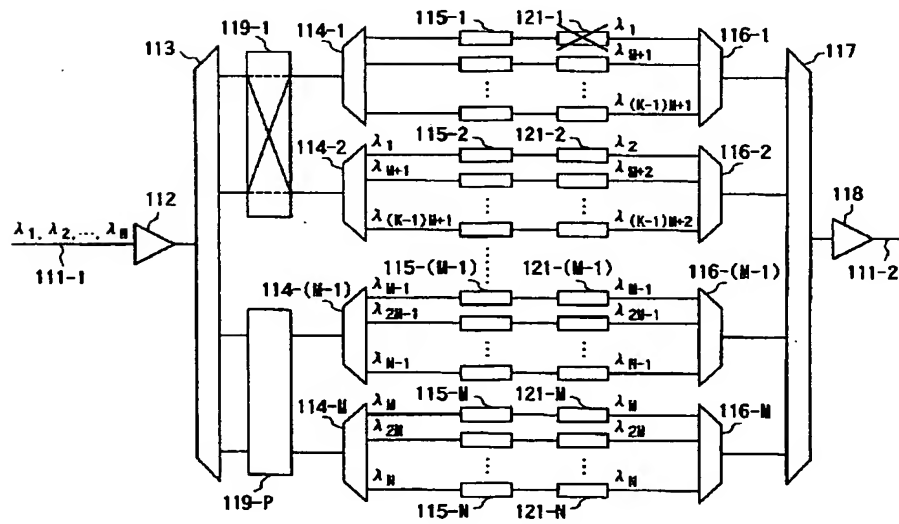 113
119-1
114-1
115-1
121-1
λ1
116-1
117
λM+1
λ(K-1)M+1
114-2
115-2
121-2
116-2
λ1
λ2
λM+1
λM+2
λ(K-1)M+1
λ(K-1)M+2
112
118
λ1, λ2, ..., λN
111-1
111-2
115-(M-1)
121-(M-1)
116-(M-1)
114-(M-1)
λM-1
λM-1
λ2M-1
λ2M-1
λN-1
λN-1
114-M
115-M
121-M
116-M
λM
λM
λ2M
λ2M
λN
λN
119-P
115-N
121-N